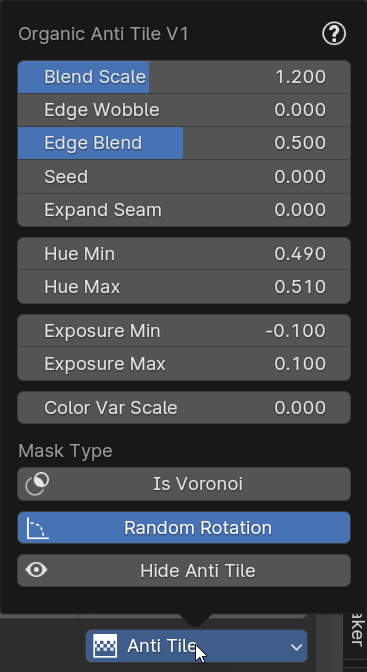 Organic Anti Tile V1
Blend Scale 1.200
Edge Wobble 0.000
Edge Blend 0.500
Seed 0.000
Expand Seam 0.000
Hue Min 0.490
Hue Max 0.510
Exposure Min -0.100
Exposure Max 0.100
Color Var Scale 0.000
Mask Type
Is Voronoi
Random Rotation
Hide Anti Tile
Anti Tile